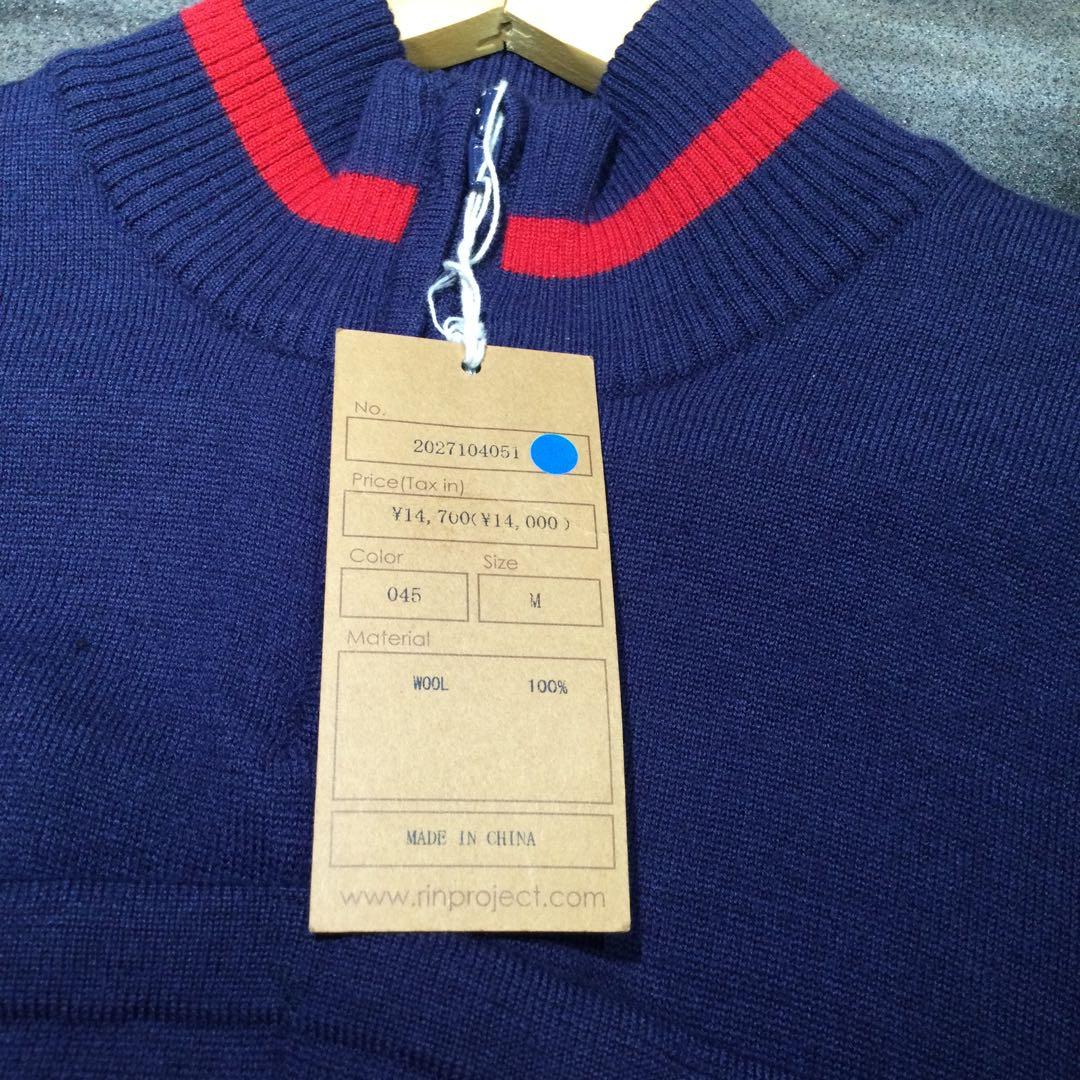 No.
2027104051
Price(Tax in)
¥14,700(¥14,000)
Color Size
045 M
Material
WOOL 100%
MADE IN CHINA
www.rinproject.com